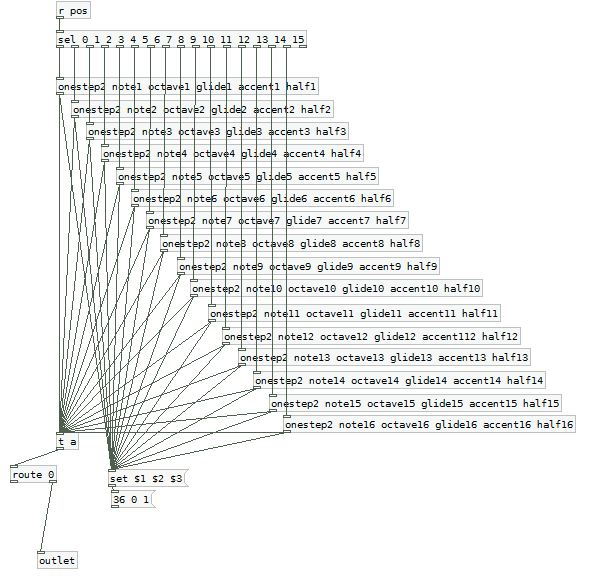 r pos
sel 0 1 2 3 4 5 6 7 8 9 10 11 12 13 14 15
onestep2 note1 octave1 glide1 accent1 half1
onestep2 note2 octave2 glide2 accent2 half2
onestep2 note3 octave3 glide3 accent3 half3
onestep2 note4 octave4 glide4 accent4 half4
onestep2 note5 octave5 glide5 accent5 half5
onestep2 note6 octave6 glide6 accent6 half6
onestep2 note7 octave7 glide7 accent7 half7
onestep2 note3 octave8 glide8 accent8 half8
onestep2 note9 octave9 glide9 accent9 half9
onestep2 note10 octave10 glide10 accent10 half10
onestep2 note11 octave11 glide11 accent11 half11
onestep2 note12 octave12 glide12 accent112 half12
onestep2 note13 octave13 glide13 accent13 half13
onestep2 note14 octave14 glide14 accent14 half14
onestep2 note15 octave15 glide15 accent15 half15
onestep2 note16 octave16 glide16 accent16 half16
t a
route 0
set $1 $2 $3
36 0 1
outlet